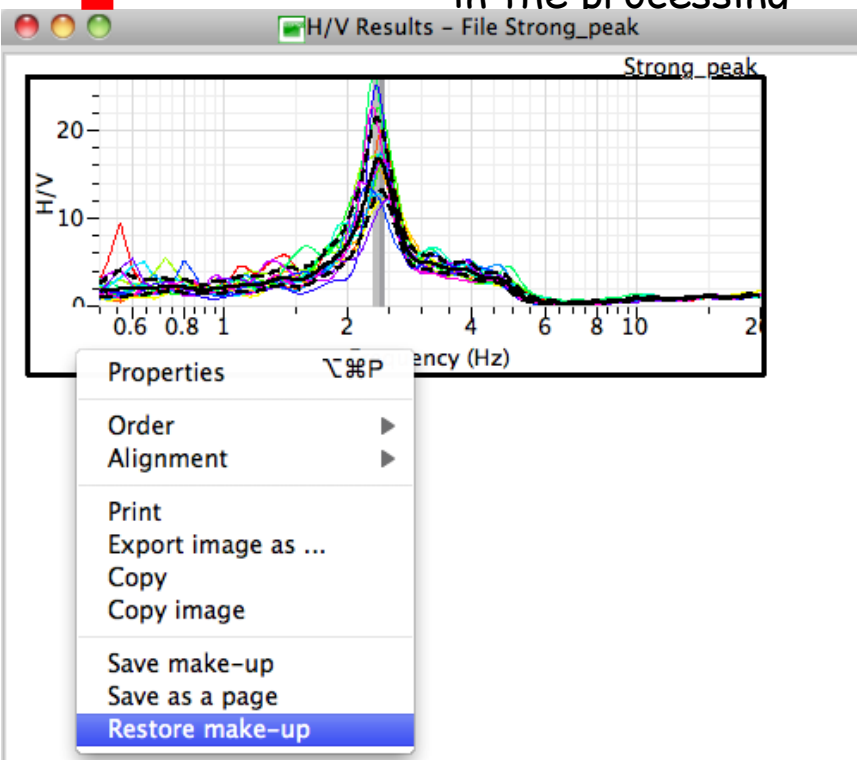 in the processing
H/V Results - File Strong_peak
Strong_peak
20
10
0
H/V
0.6 0.8 1 2 4 6 8 10 20
ency (Hz)
Properties ⌥⌘P
Order
Alignment
Print
Export image as ...
Copy
Copy image
Save make-up
Save as a page
Restore make-up